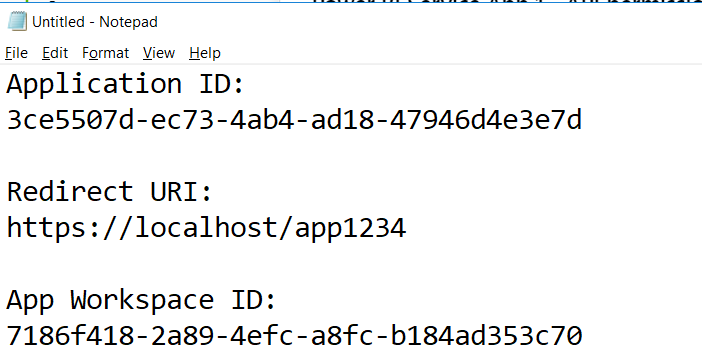 Untitled - Notepad
File Edit Format View Help
Application ID:
3ce5507d-ec73-4ab4-ad18-47946d4e3e7d
Redirect URI:
https://localhost/app1234
App Workspace ID:
7186f418-2a89-4efc-a8fc-b184ad353c70